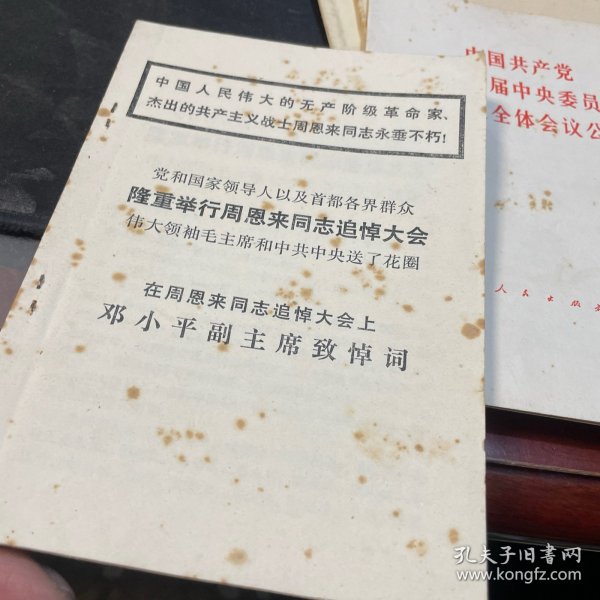 中国人民伟大的无产阶级革命家、
杰出的共产主义战士周恩来同志永垂不朽!
党和国家领导人以及首都各界群众
隆重举行周恩来同志追悼大会
伟大领袖毛主席和中共中央送了花圈
在周恩来同志追悼大会上
邓小平副主席致悼词
中国共产党
届中央委员
全体会议公
人民出版
孔夫子旧书网
www.kongfz.com